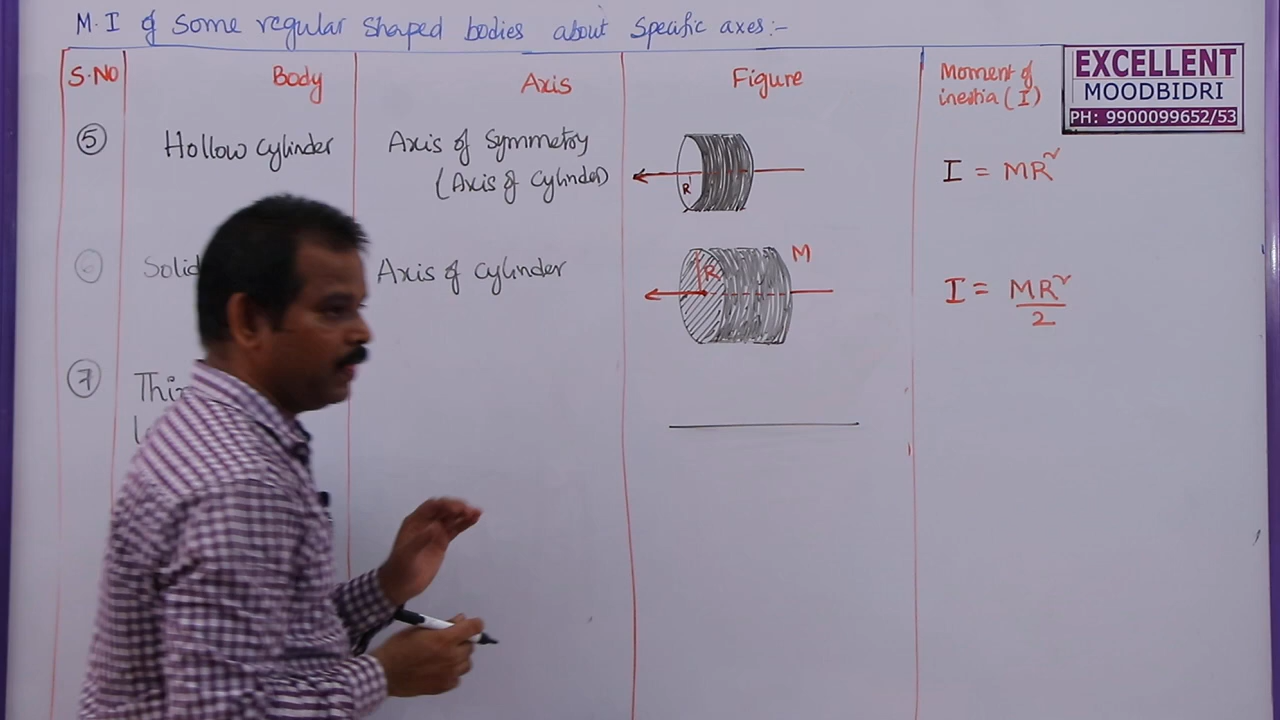 M.I of Some regular shaped bodies about Specific axes:-
S.No Body Axis Figure Moment of inertia (I)
EXCELLENT
MOODBIDRI
PH: 9900099652/53
5 Hollow cylinder Axis of Symmetry (Axis of Cylinder) R I = MR²
Solid Axis of cylinder R M I = MR²/2
7